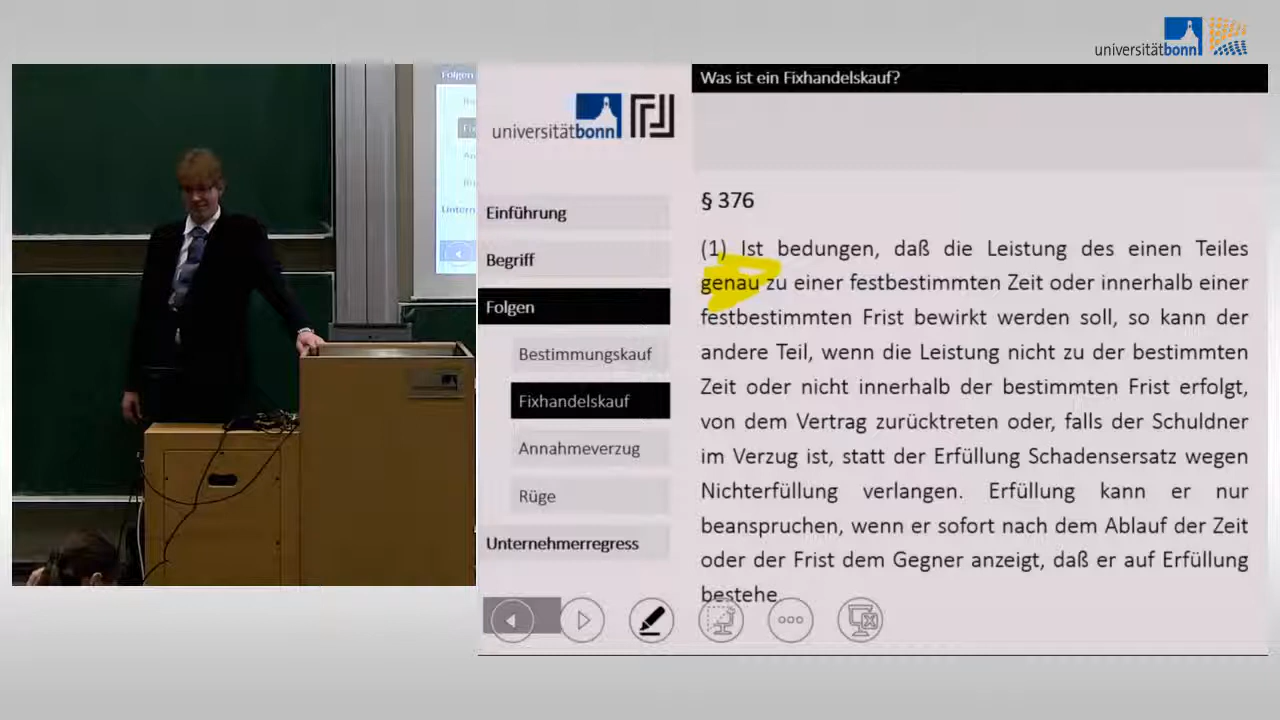 universitätbonn
Folgen
Was ist ein Fixhandelskauf?
universitätbonn
Einführung
Begriff
Folgen
Bestimmungskauf
Fixhandelskauf
Annahmeverzug
Rüge
Unternehmerregress
§ 376
(1) Ist bedungen, daß die Leistung des einen Teiles
genau zu einer festbestimmten Zeit oder innerhalb einer
festbestimmten Frist bewirkt werden soll, so kann der
andere Teil, wenn die Leistung nicht zu der bestimmten
Zeit oder nicht innerhalb der bestimmten Frist erfolgt,
von dem Vertrag zurücktreten oder, falls der Schuldner
im Verzug ist, statt der Erfüllung Schadensersatz wegen
Nichterfüllung verlangen. Erfüllung kann er nur
beanspruchen, wenn er sofort nach dem Ablauf der Zeit
oder der Frist dem Gegner anzeigt, daß er auf Erfüllung
bestehe.